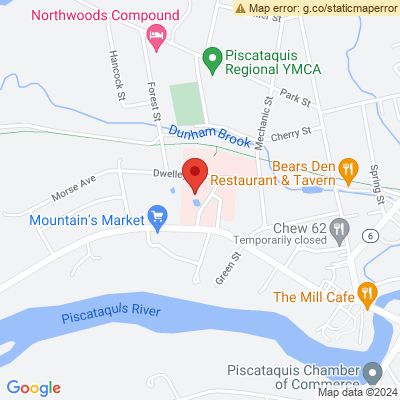 Map error: g.co/staticmaperror
Northwoods Compound
Piscataquis
Regional YMCA
Hancock St
Forest St
Park St
Mechanic St
Cherry St
Dunham Brook
Bears Den
Restaurant & Tavern
Spring St
Morse Ave
Mountain's Market
Chew 62
Temporarily closed
6
Green St
The Mill Cafe
Piscataquis River
Piscataquis Chamber
of Commerce
Google
Map data ©2024